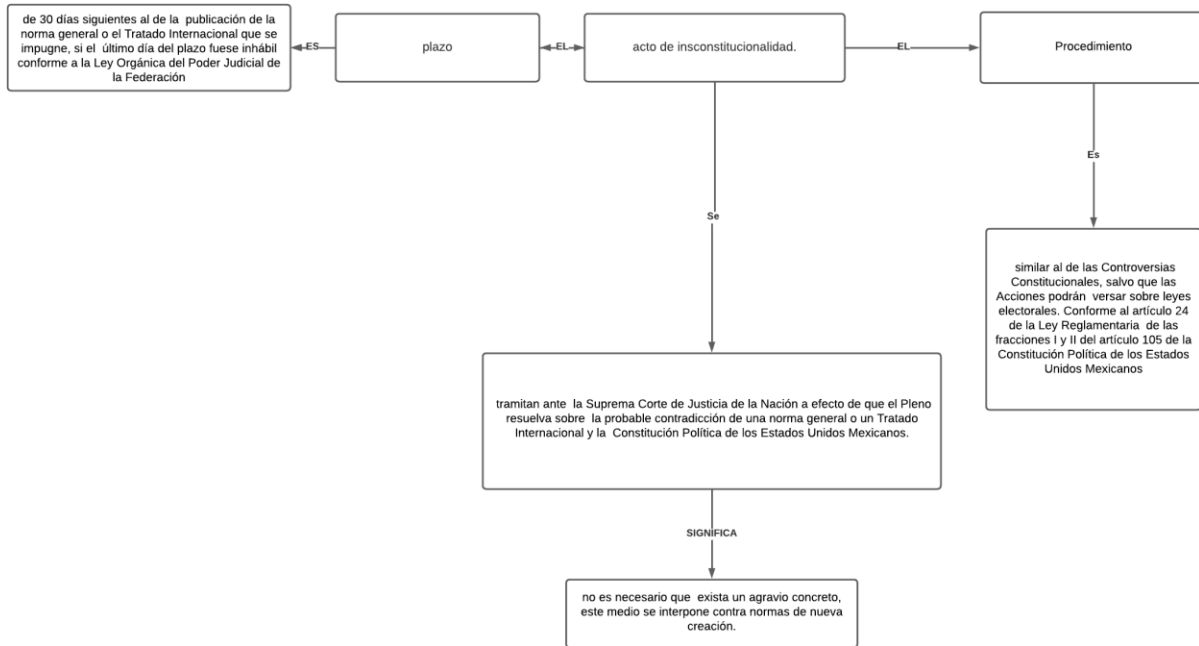 de 30 días siguientes al de la  publicación de la
norma general o el Tratado Internacional que se
impugne, si el  último día del plazo fuese inhábil
conforme a la Ley Orgánica del Poder Judicial de
la Federación
ES
plazo
EL
acto de insconstitucionalidad.
EL
Procedimiento
Es
similar al de las Controversias
Constitucionales, salvo que las
Acciones podrán  versar sobre leyes
electorales. Conforme al artículo 24
de la Ley Reglamentaria  de las
fracciones I y II del artículo 105 de la
Constitución Política de los Estados
Unidos Mexicanos
Se
tramitan ante  la Suprema Corte de Justicia de la Nación a efecto de que el Pleno
resuelva sobre  la probable contradicción de una norma general o un Tratado
Internacional y la  Constitución Política de los Estados Unidos Mexicanos.
SIGNIFICA
no es necesario que  exista un agravio concreto,
este medio se interpone contra normas de nueva
creación.